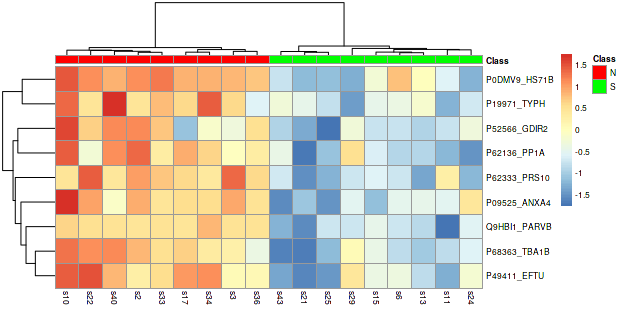 Class
P0DMV9_HS71B
P19971_TYPH
P52566_GDIR2
P62136_PP1A
P62333_PRS10
P09525_ANXA4
Q9HBI1_PARVB
P68363_TBA1B
P49411_EFTU
s10 s22 s40 s2 s33 s17 s34 s3 s36 s43 s21 s25 s29 s15 s6 s13 s11 s24
1.5
1
0.5
0
-0.5
-1
-1.5
Class
N
S